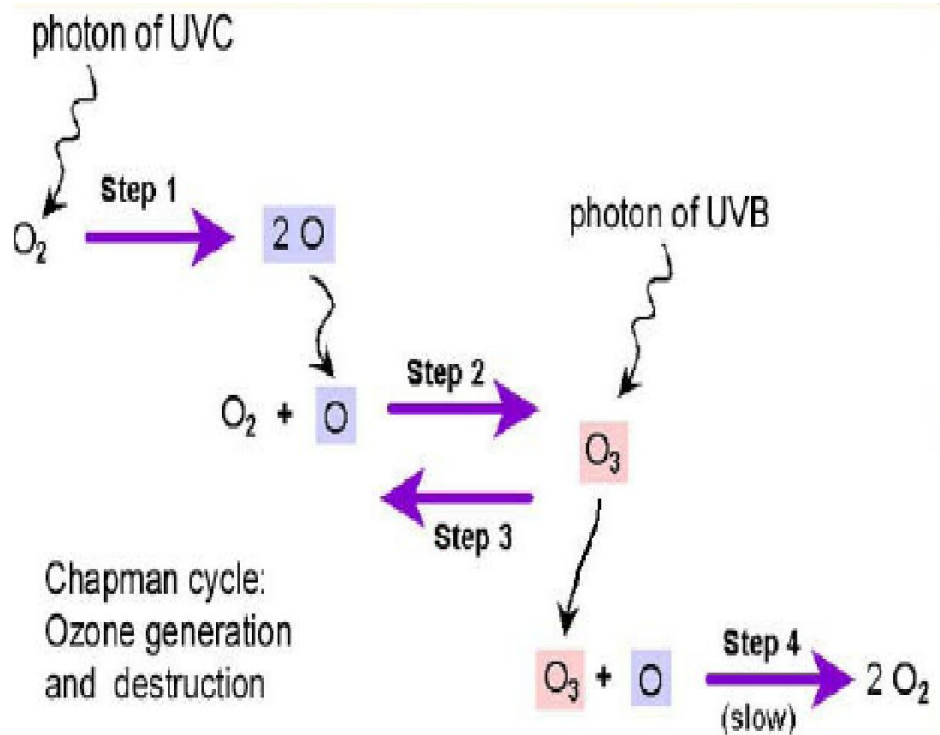 photon of UVC
Step 1
O₂
2 O
photon of UVB
Step 2
O₂ + O
O₃
Step 3
Chapman cycle:
Ozone generation
and destruction
Step 4
O₃ + O
2 O₂
(slow)